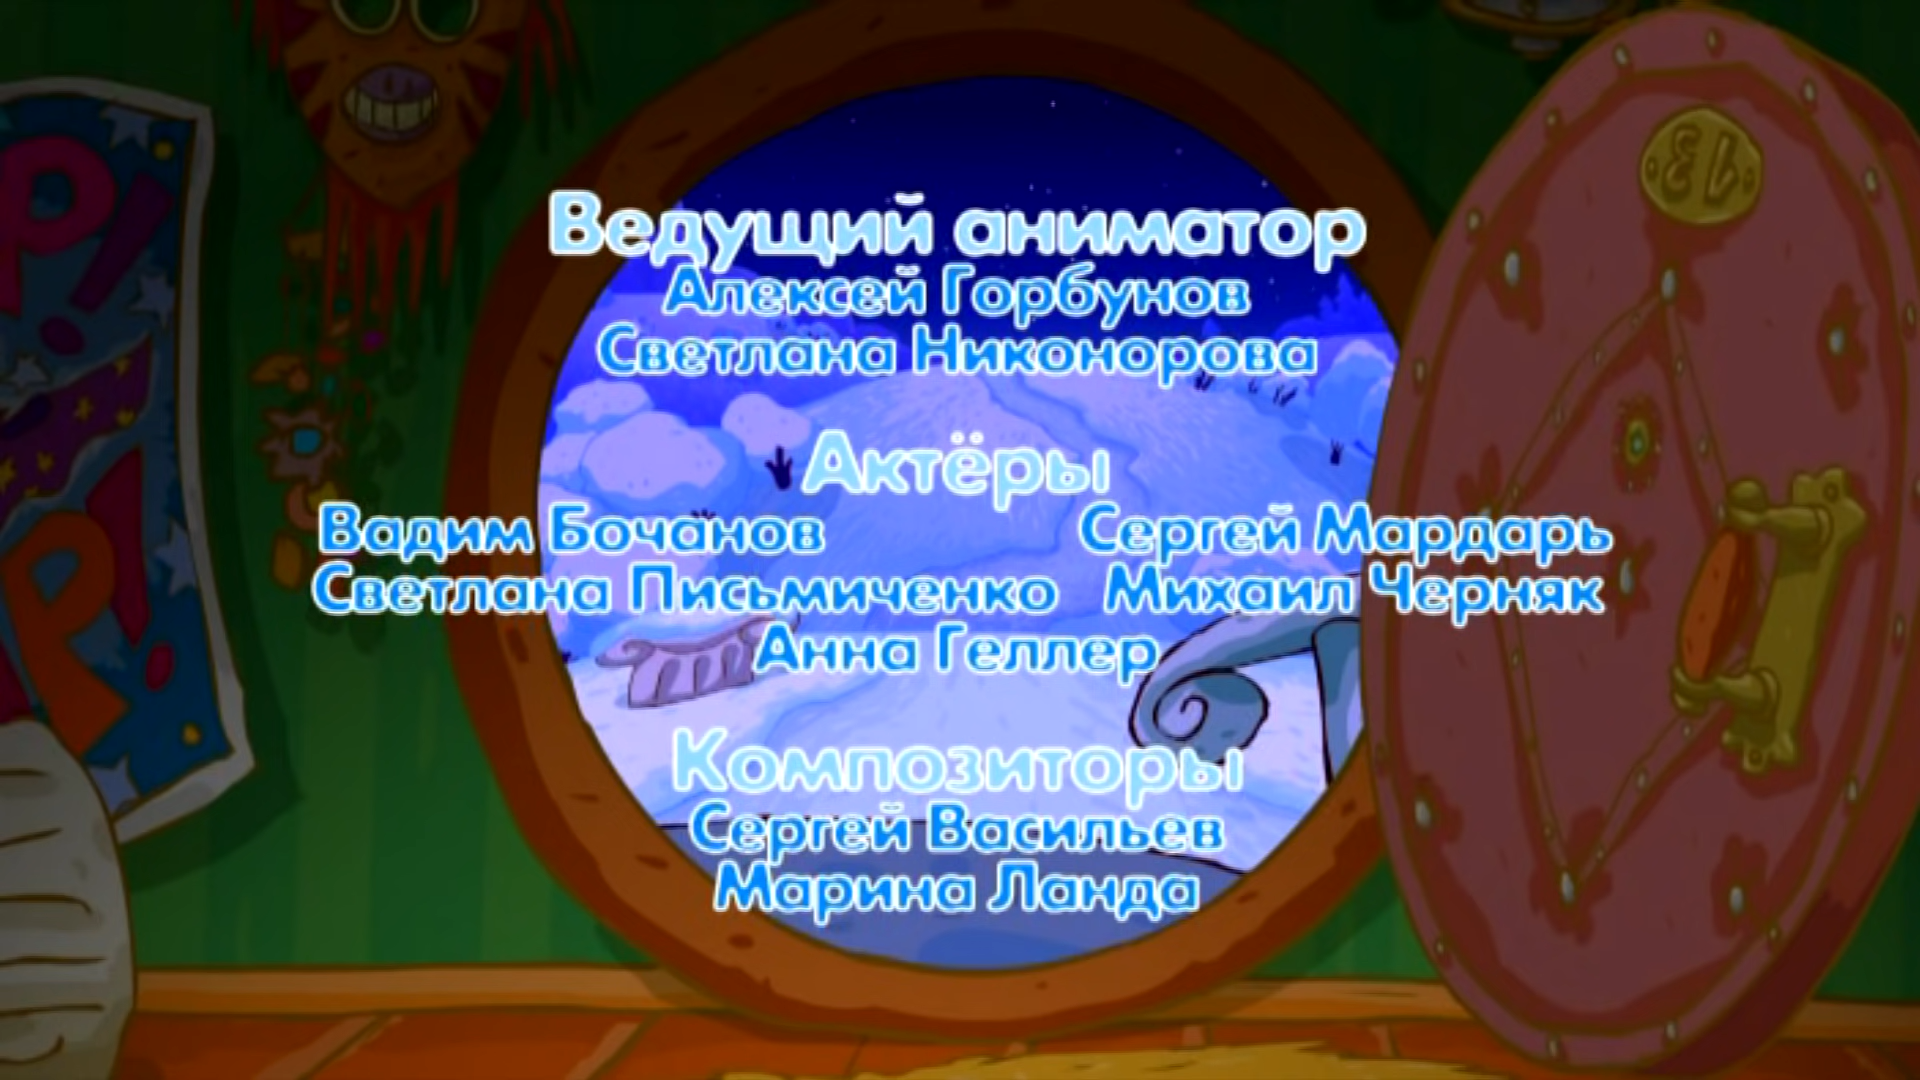 Ведущий аниматор
Алексей Горбунов
Светлана Никонорова
Актёры
Вадим Бочанов Сергей Мардарь
Светлана Письмиченко Михаил Черняк
Анна Геллер
Композиторы
Сергей Васильев
Марина Ланда
13
Р!
Р!